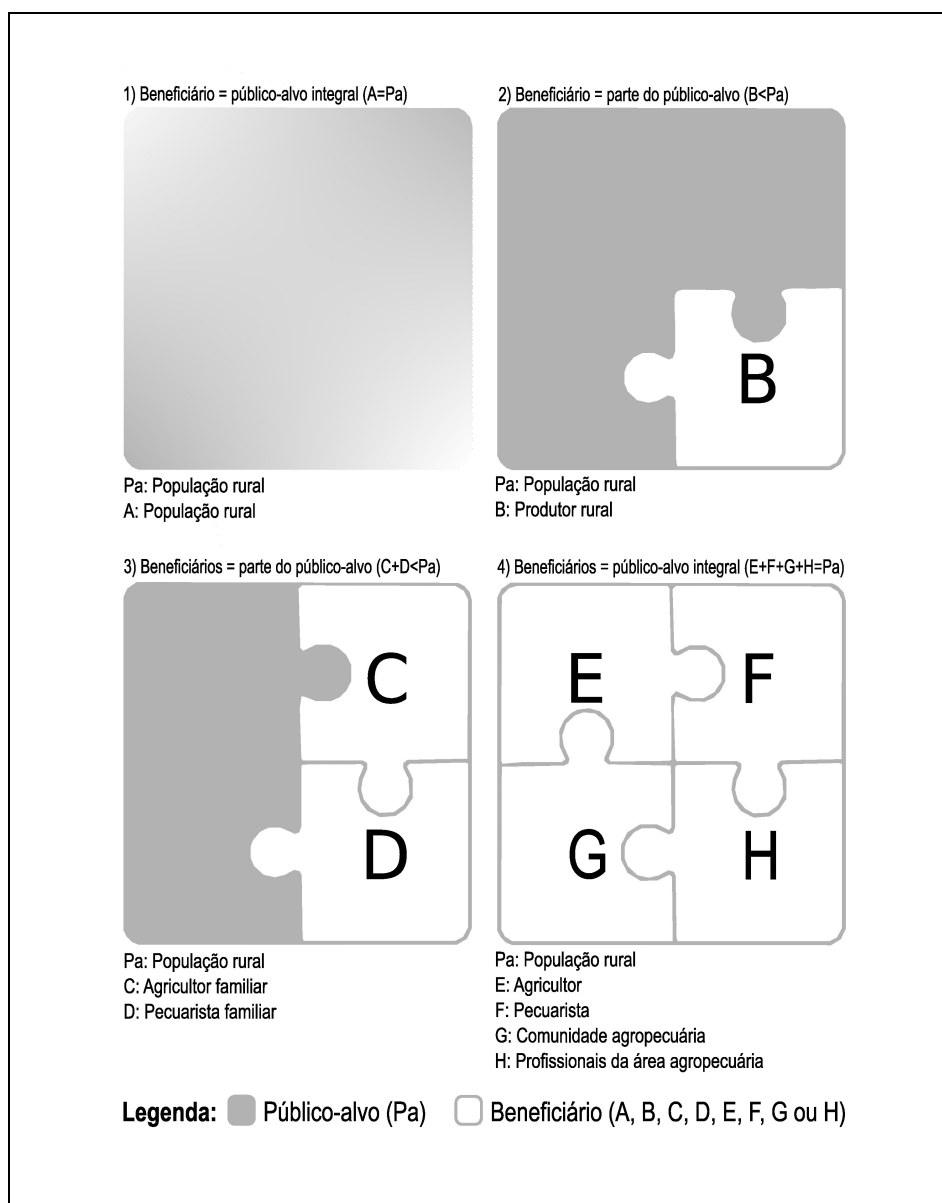 1) Beneficiário = público-alvo integral (A=Pa)
Pa: População rural
A: População rural
2) Beneficiário = parte do público-alvo (B<Pa)
B
Pa: População rural
B: Produtor rural
3) Beneficiários = parte do público-alvo (C+D<Pa)
C
D
Pa: População rural
C: Agricultor familiar
D: Pecuarista familiar
4) Beneficiários = público-alvo integral (E+F+G+H=Pa)
E F
G H
Pa: População rural
E: Agricultor
F: Pecuarista
G: Comunidade agropecuária
H: Profissionais da área agropecuária
Legenda: Público-alvo (Pa) Beneficiário (A, B, C, D, E, F, G ou H)